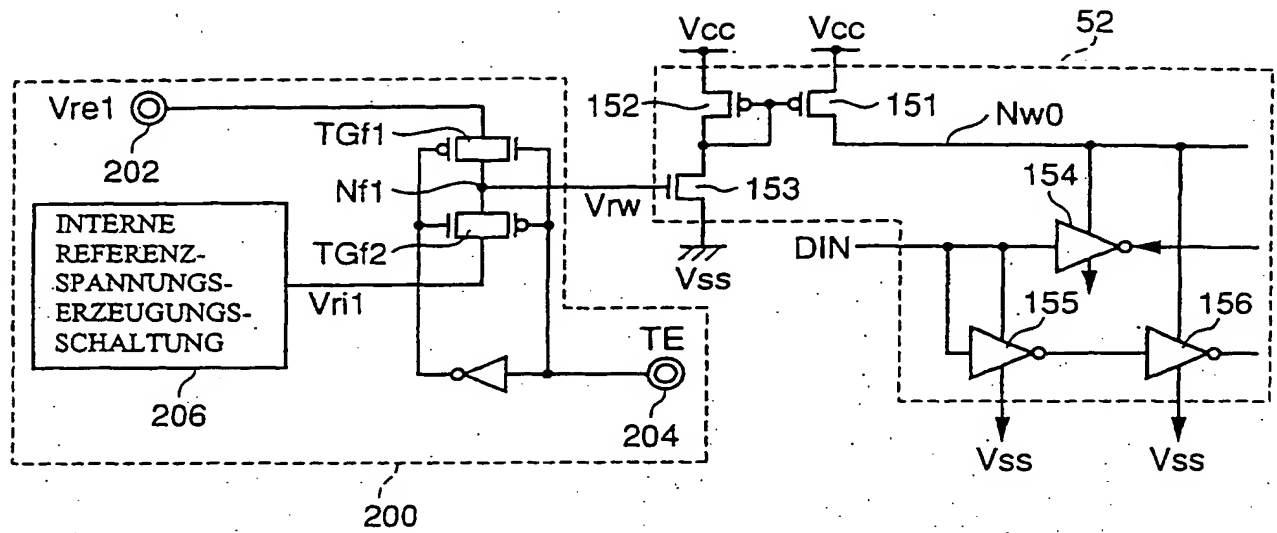 Vcc
Vcc
52
Vre1
152
151
Nw0
TGf1
202
Nf1
Vrw
153
154
INTERNE
REFERENZ-
SPANNUNGS-
ERZEUGUNGS-
SCHALTUNG
TGf2
Vss
DIN
Vri1
155
156
TE
206
204
Vss
Vss
200